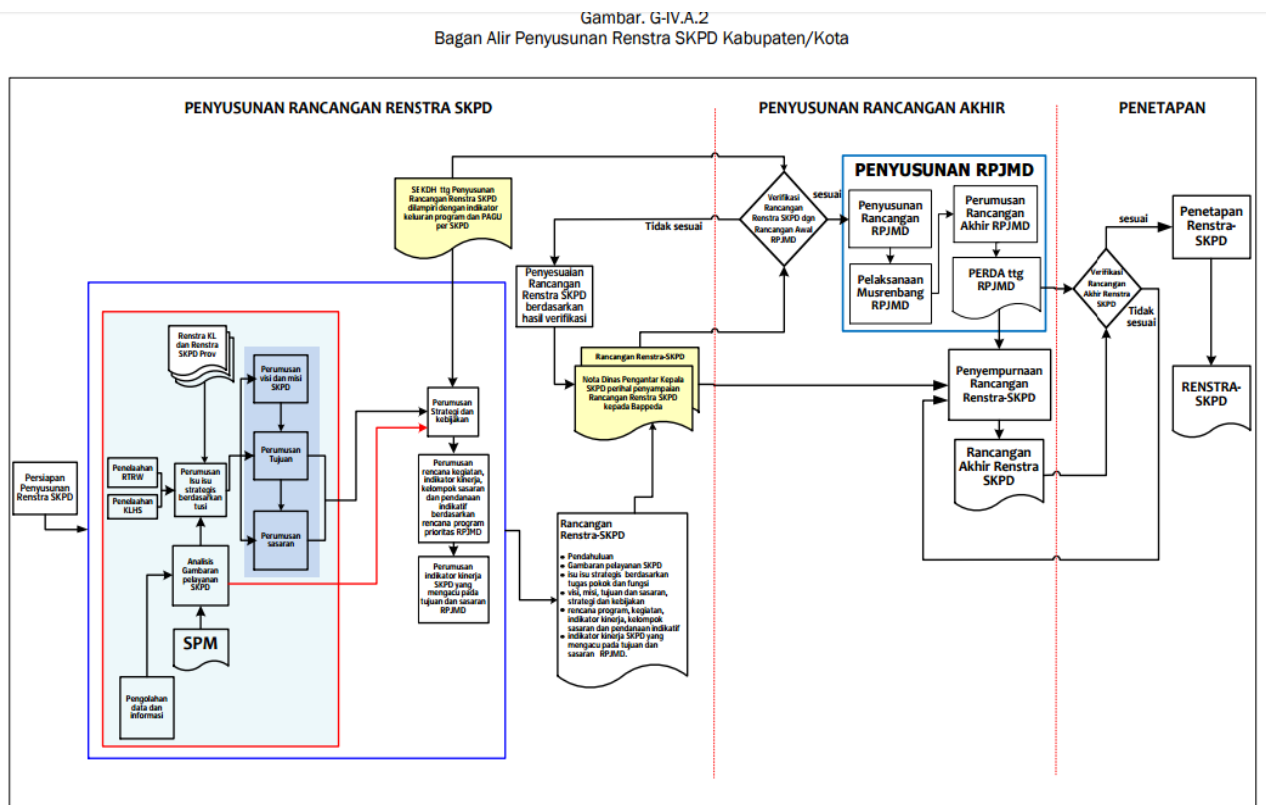 Gambar. G-IV.A.2
Bagan Alir Penyusunan Renstra SKPD Kabupaten/Kota
PENYUSUNAN RANCANGAN RENSTRA SKPD
PENYUSUNAN RANCANGAN AKHIR
PENETAPAN
SE KDH ttg Penyusunan
Rancangan Renstra SKPD
dilampiri dengan indikator
keluaran program dan PAGU
per SKPD
Verifikasi
Rancangan
Renstra SKPD dgn
Rancangan Awal
RPJMD
sesuai
Tidak sesuai
PENYUSUNAN RPJMD
Penyusunan
Rancangan
RPJMD
Pelaksanaan
Musrenbang
RPJMD
Perumusan
Rancangan
Akhir RPJMD
PERDA ttg
RPJMD
sesuai
Penetapan
Renstra-
SKPD
Verifikasi
Rancangan
Akhir Renstra
SKPD
Tidak
sesuai
RENSTRA-
SKPD
Penyesuaian
Rancangan
Renstra SKPD
berdasarkan
hasil verifikasi
Rancangan Renstra-SKPD
Nota Dinas Pengantar Kepala
SKPD perihal penyampaian
Rancangan Renstra SKPD
kepada Bappeda
Penyempurnaan
Rancangan
Renstra-SKPD
Rancangan
Akhir Renstra
SKPD
Persiapan
Penyusunan
Renstra SKPD
Renstra KL
dan Renstra
SKPD Prov
Penelaahan
RTRW
Penelaahan
KLHS
Perumusan
Isu isu
strategis
berdasarkan
tusi
Perumusan
visi dan misi
SKPD
Perumusan
Tujuan
Perumusan
sasaran
Analisis
Gambaran
pelayanan
SKPD
SPM
Pengolahan
data dan
informasi
Perumusan
Strategi dan
kebijakan
Perumusan
rencana kegiatan,
indikator kinerja,
kelompok sasaran
dan pendanaan
indikatif
berdasarkan
rencana program
prioritas RPJMD
Perumusan
indikator kinerja
SKPD yang
mengacu pada
tujuan dan
sasaran
RPJMD
Rancangan
Renstra-SKPD
• Pendahuluan
• Gambaran pelayanan SKPD
• isu isu strategis berdasarkan
tugas pokok dan fungsi
• visi, misi, tujuan dan sasaran,
strategi dan kebijakan
• rencana program, kegiatan,
indikator kinerja, kelompok
sasaran dan pendanaan indikatif
• indikator kinerja SKPD yang
mengacu pada tujuan dan
sasaran RPJMD.